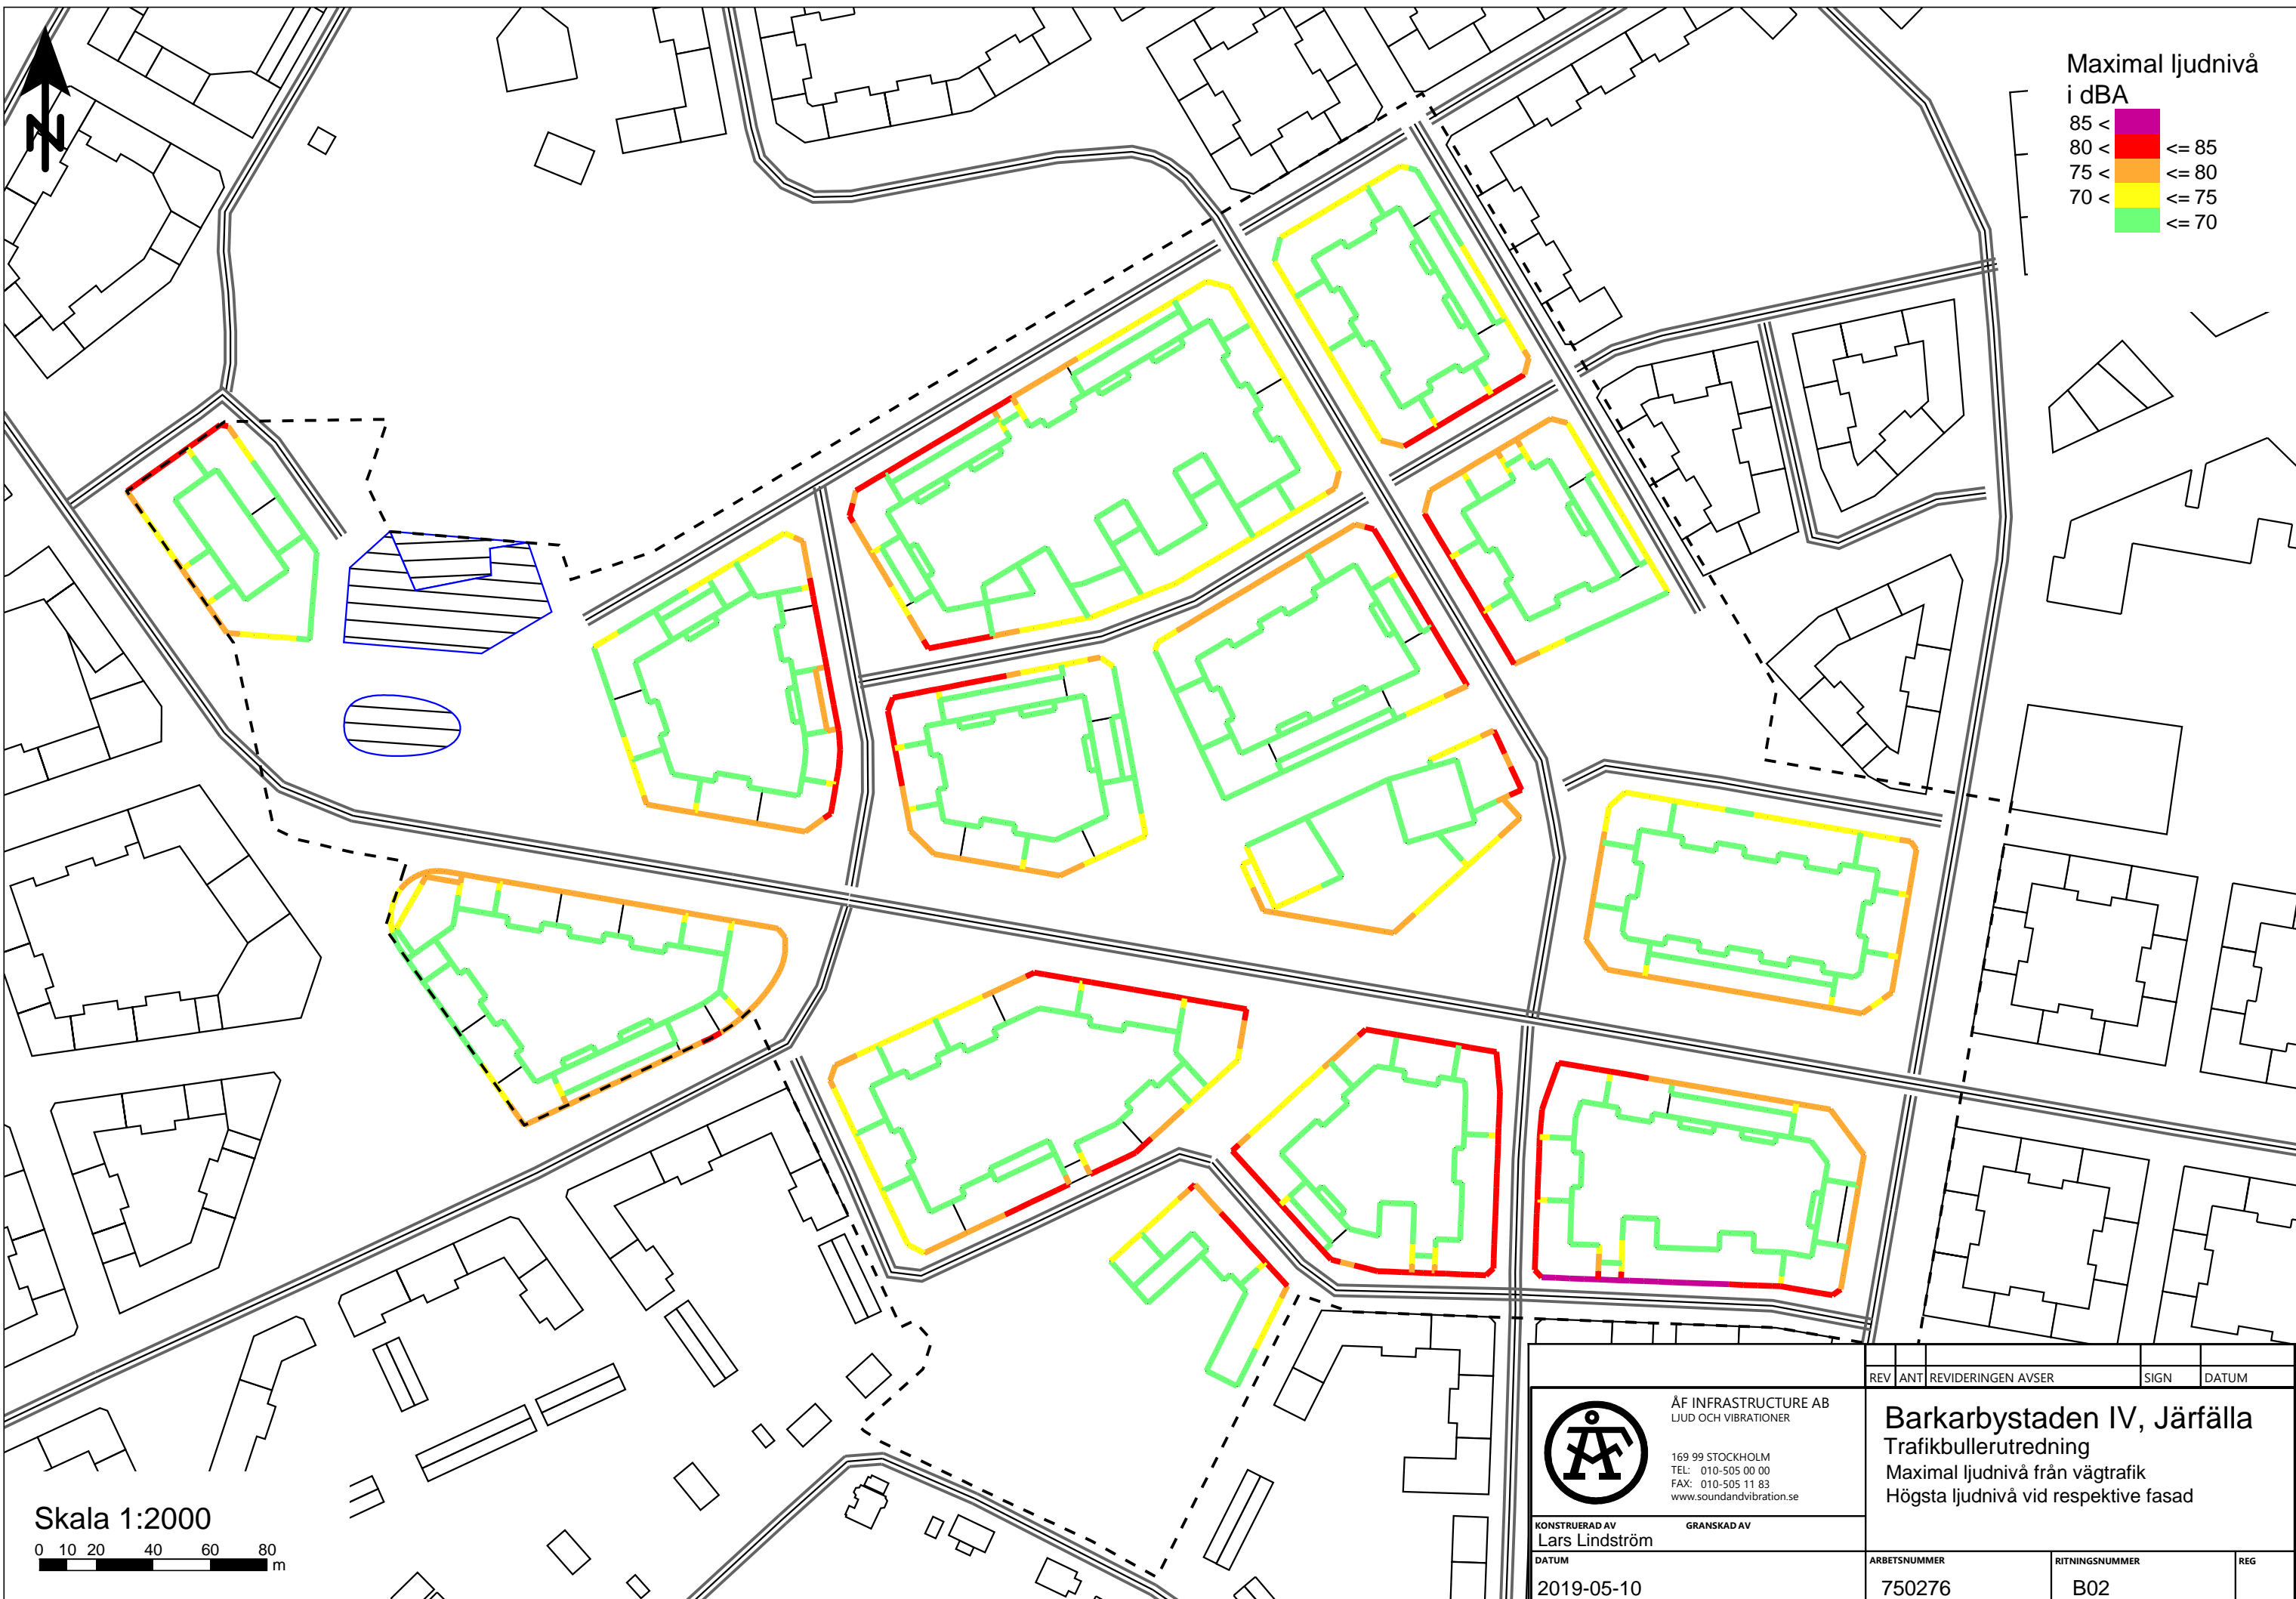 N
Maximal ljudnivå
i dBA
85 <
80 < <= 85
75 < <= 80
70 < <= 75
<= 70
Skala 1:2000
0 10 20 40 60 80
m
REV ANT REVIDERINGEN AVSER SIGN DATUM
ÅF
ÅF INFRASTRUCTURE AB
LJUD OCH VIBRATIONER
169 99 STOCKHOLM
TEL: 010-505 00 00
FAX: 010-505 11 83
www.soundandvibration.se
Barkarbystaden IV, Järfälla
Trafikbullerutredning
Maximal ljudnivå från vägtrafik
Högsta ljudnivå vid respektive fasad
KONSTRUERAD AV GRANSKAD AV
Lars Lindström
DATUM ARBETSNUMMER RITNINGSNUMMER REG
2019-05-10 750276 B02